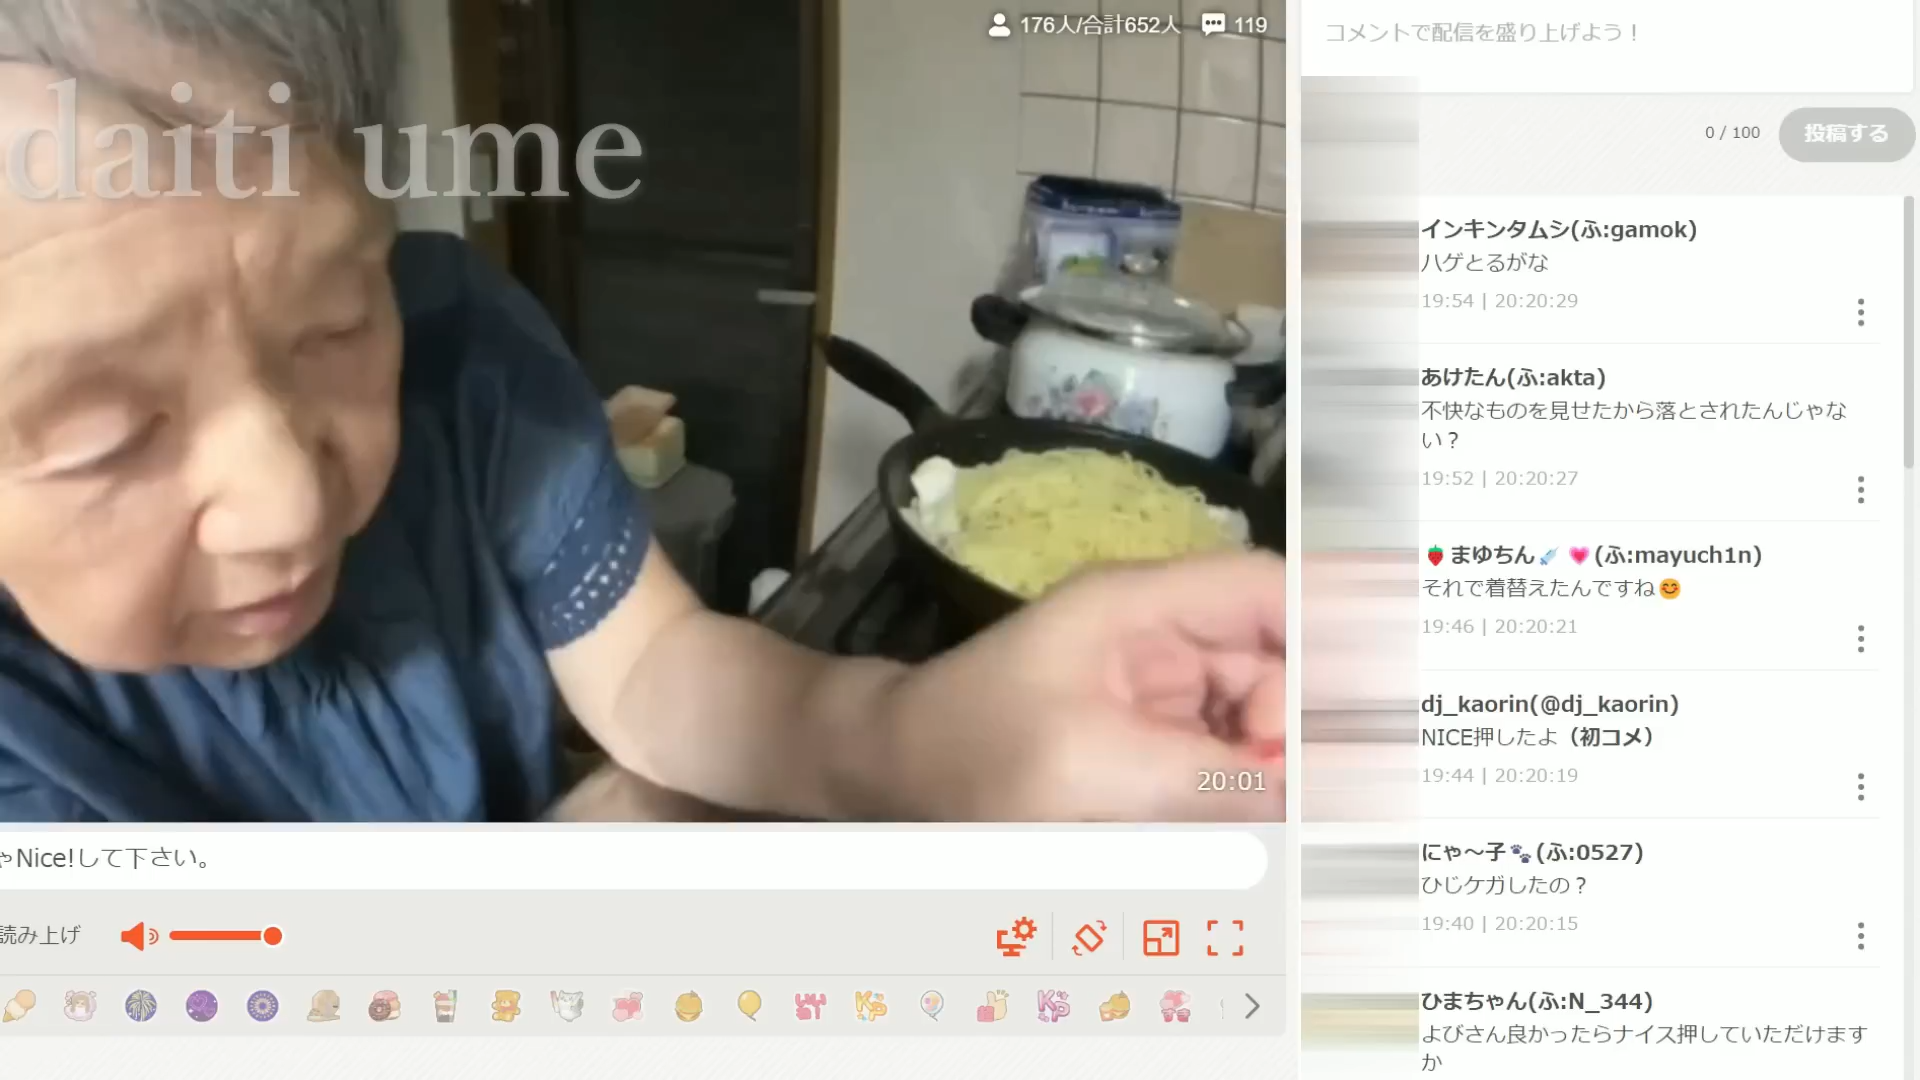 176人/合計652人 119
daiti ume
20:01
ゃNice!して下さい。
読み上げ
コメントで配信を盛り上げよう！
0 / 100
投稿する
インキンタムシ(ふ:gamok)
ハゲとるがな
19:54 | 20:20:29
あけたん(ふ:akta)
不快なものを見せたから落とされたんじゃな
い？
19:52 | 20:20:27
🍓まゆちん💉💗(ふ:mayuch1n)
それで着替えたんですね😊
19:46 | 20:20:21
dj_kaorin(@dj_kaorin)
NICE押したよ（初コメ）
19:44 | 20:20:19
にゃ～子🐾(ふ:0527)
ひじケガしたの？
19:40 | 20:20:15
ひまちゃん(ふ:N_344)
よびさん良かったらナイス押していただけます
か